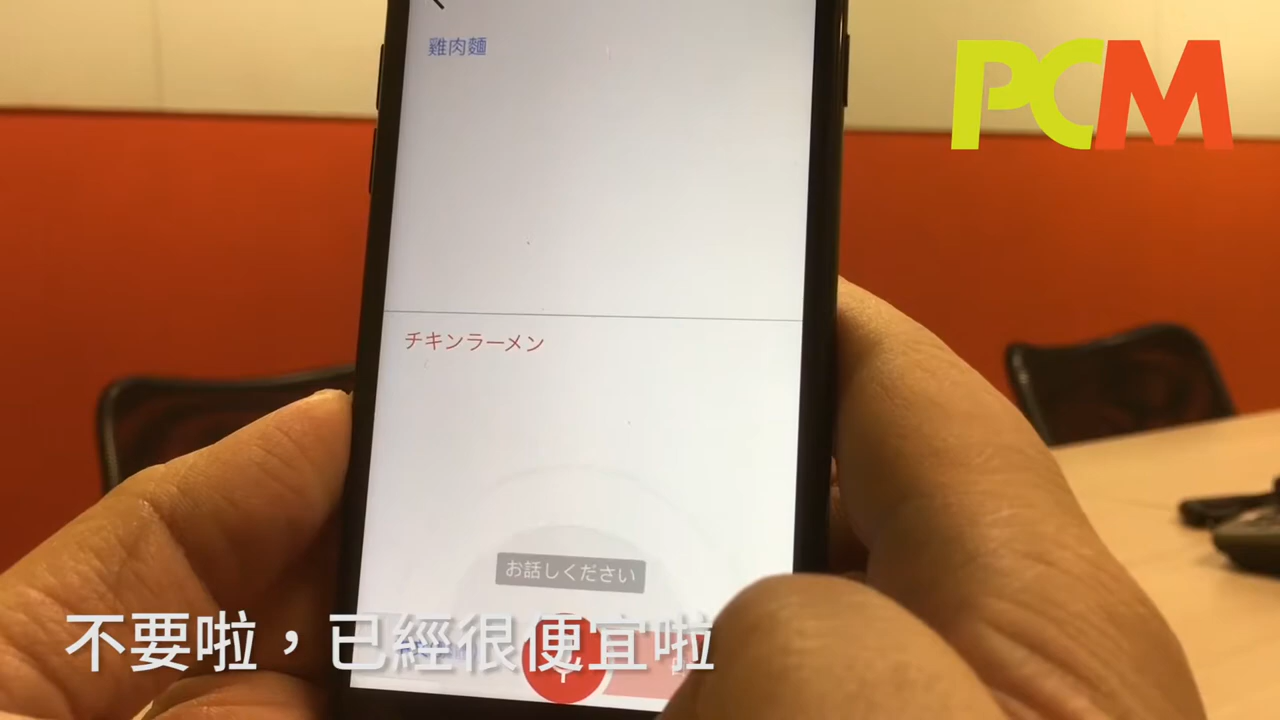 雞肉麵
PCM
チキンラーメン
お話しください
不要啦，已經很便宜啦